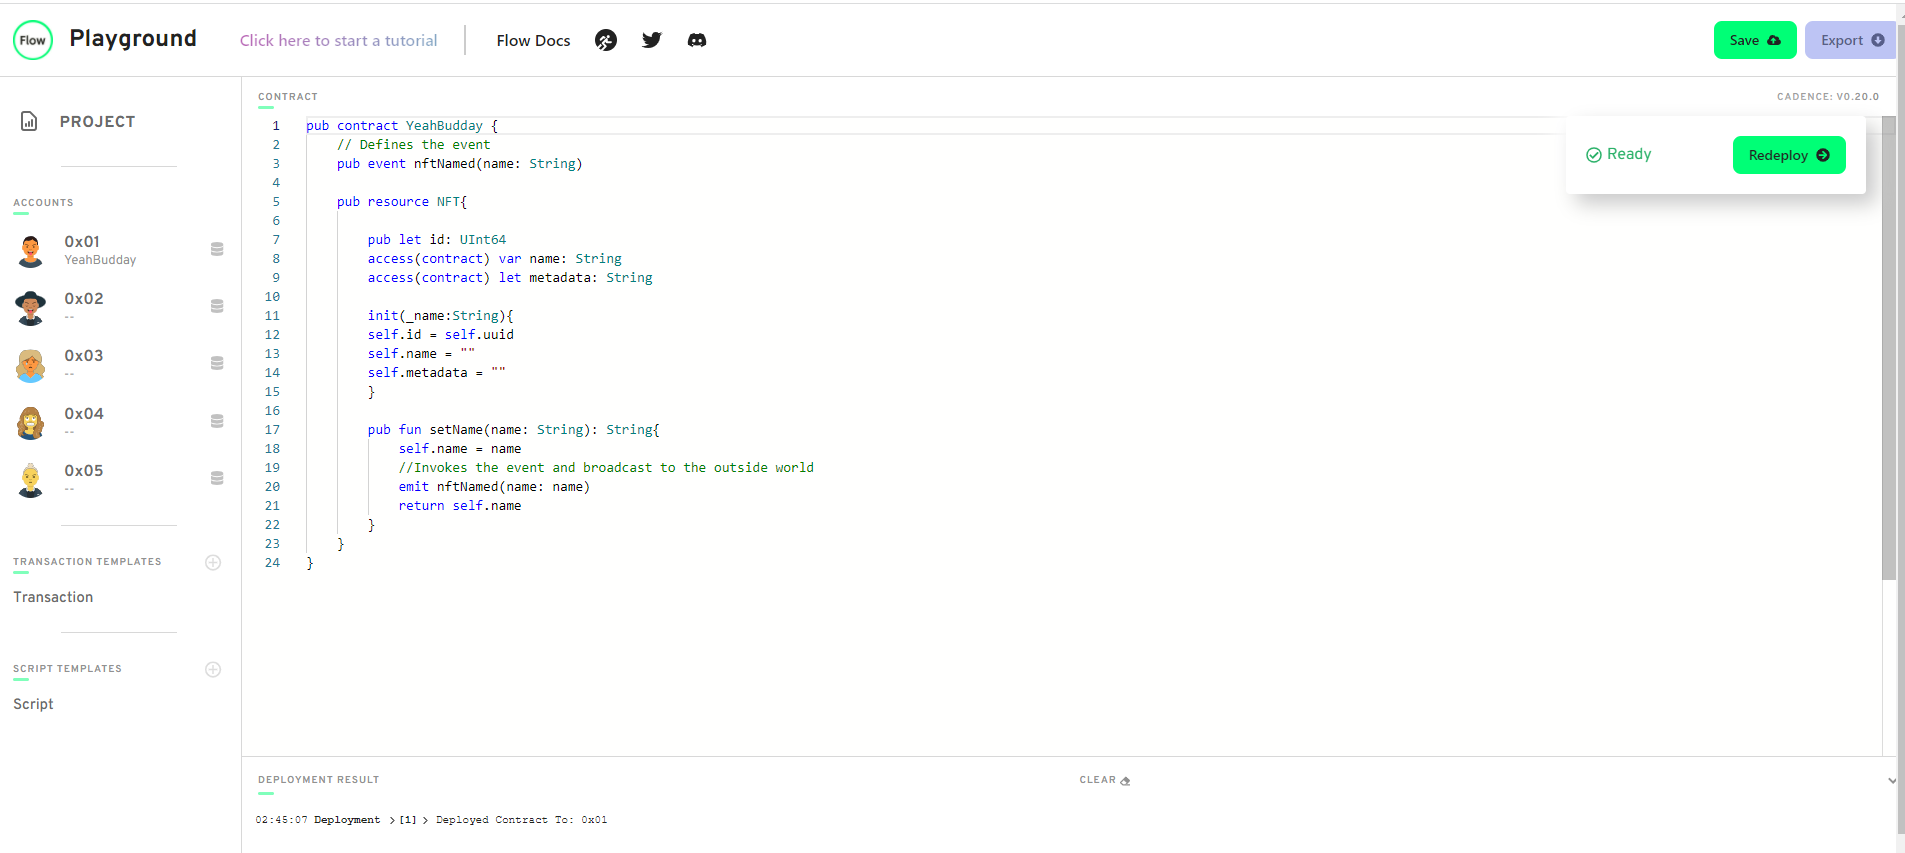 Flow Playground Click here to start a tutorial Flow Docs Save Export
PROJECT
ACCOUNTS
0x01
YeahBudday
0x02
--
0x03
--
0x04
--
0x05
--
TRANSACTION TEMPLATES
Transaction
SCRIPT TEMPLATES
Script
CONTRACT CADENCE: V0.20.0
Ready Redeploy
1 pub contract YeahBudday {
2 // Defines the event
3 pub event nftNamed(name: String)
4
5 pub resource NFT{
6
7 pub let id: UInt64
8 access(contract) var name: String
9 access(contract) let metadata: String
10
11 init(_name:String){
12 self.id = self.uuid
13 self.name = ""
14 self.metadata = ""
15 }
16
17 pub fun setName(name: String): String{
18 self.name = name
19 //Invokes the event and broadcast to the outside world
20 emit nftNamed(name: name)
21 return self.name
22 }
23 }
24 }
DEPLOYMENT RESULT CLEAR
02:45:07 Deployment > [1] > Deployed Contract To: 0x01